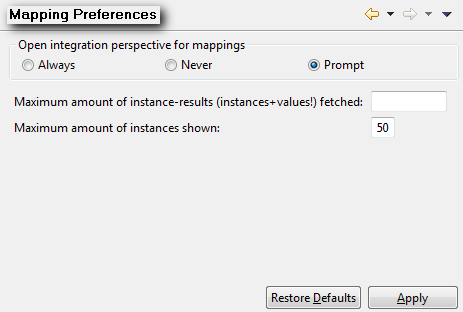 Mapping Preferences
Open integration perspective for mappings
Always Never Prompt
Maximum amount of instance-results (instances+values!) fetched:
Maximum amount of instances shown: 50
Restore Defaults Apply